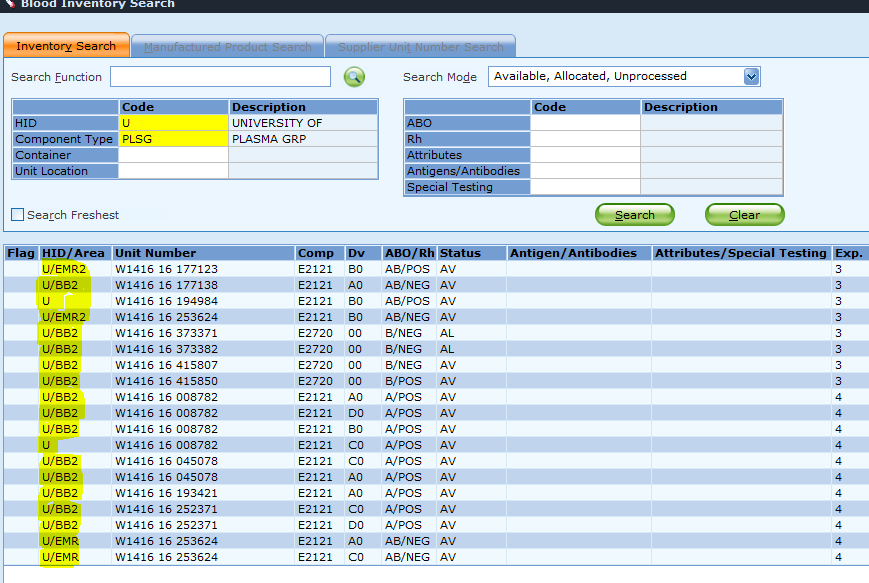 Blood Inventory Search
Inventory Search Manufactured Product Search Supplier Unit Number Search
Search Function Search Mode Available, Allocated, Unprocessed
Code Description Code Description
HID U UNIVERSITY OF ABO
Component Type PLSG PLASMA GRP Rh
Container Attributes
Unit Location Antigens/Antibodies
Special Testing
Search Freshest Search Clear
Flag HID/Area Unit Number Comp Dv ABO/Rh Status Antigen/Antibodies Attributes/Special Testing Exp.
U/EMR2 W1416 16 177123 E2121 B0 AB/POS AV 3
U/BB2 W1416 16 177138 E2121 A0 AB/NEG AV 3
U W1416 16 194984 E2121 B0 AB/POS AV 3
U/EMR2 W1416 16 253624 E2121 B0 AB/NEG AV 3
U/BB2 W1416 16 373371 E2720 00 B/NEG AL 3
U/BB2 W1416 16 373382 E2720 00 B/NEG AL 3
U/BB2 W1416 16 415807 E2720 00 B/NEG AV 3
U/BB2 W1416 16 415850 E2720 00 B/POS AV 3
U/BB2 W1416 16 008782 E2121 A0 A/POS AV 4
U/BB2 W1416 16 008782 E2121 D0 A/POS AV 4
U/BB2 W1416 16 008782 E2121 B0 A/POS AV 4
U W1416 16 008782 E2121 C0 A/POS AV 4
U/BB2 W1416 16 045078 E2121 C0 A/POS AV 4
U/BB2 W1416 16 045078 E2121 A0 A/POS AV 4
U/BB2 W1416 16 193421 E2121 A0 A/POS AV 4
U/BB2 W1416 16 252371 E2121 C0 A/POS AV 4
U/BB2 W1416 16 252371 E2121 D0 A/POS AV 4
U/EMR W1416 16 253624 E2121 A0 AB/NEG AV 4
U/EMR W1416 16 253624 E2121 C0 AB/NEG AV 4